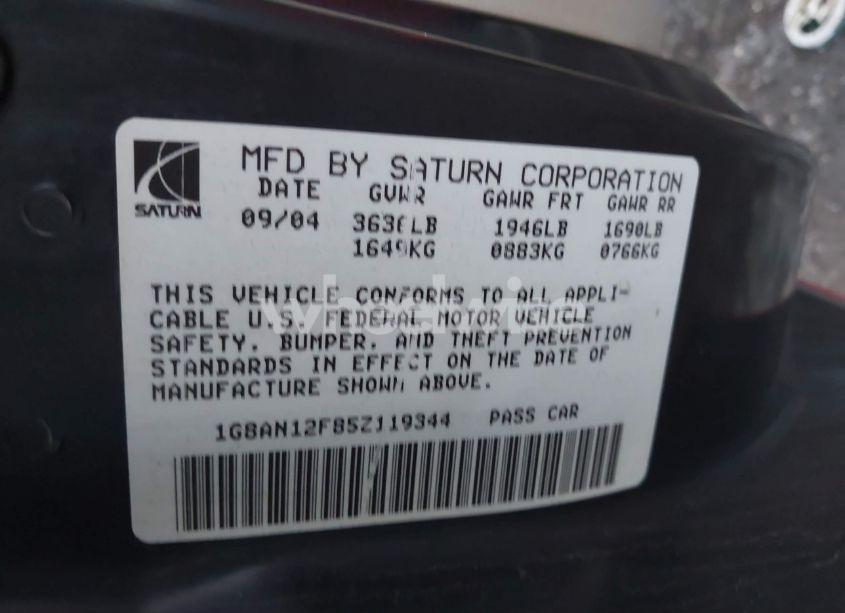 SATURN
MFD BY SATURN CORPORATION
DATE GVWR GAWR FRT GAWR RR
09/04 3636LB 1946LB 1690LB
1649KG 0883KG 0766KG
THIS VEHICLE CONFORMS TO ALL APPLI-
CABLE U.S. FEDERAL MOTOR VEHICLE
SAFETY, BUMPER, AND THEFT PREVENTION
STANDARDS IN EFFECT ON THE DATE OF
MANUFACTURE SHOWN ABOVE.
1G8AN12F85Z119344 PASS CAR